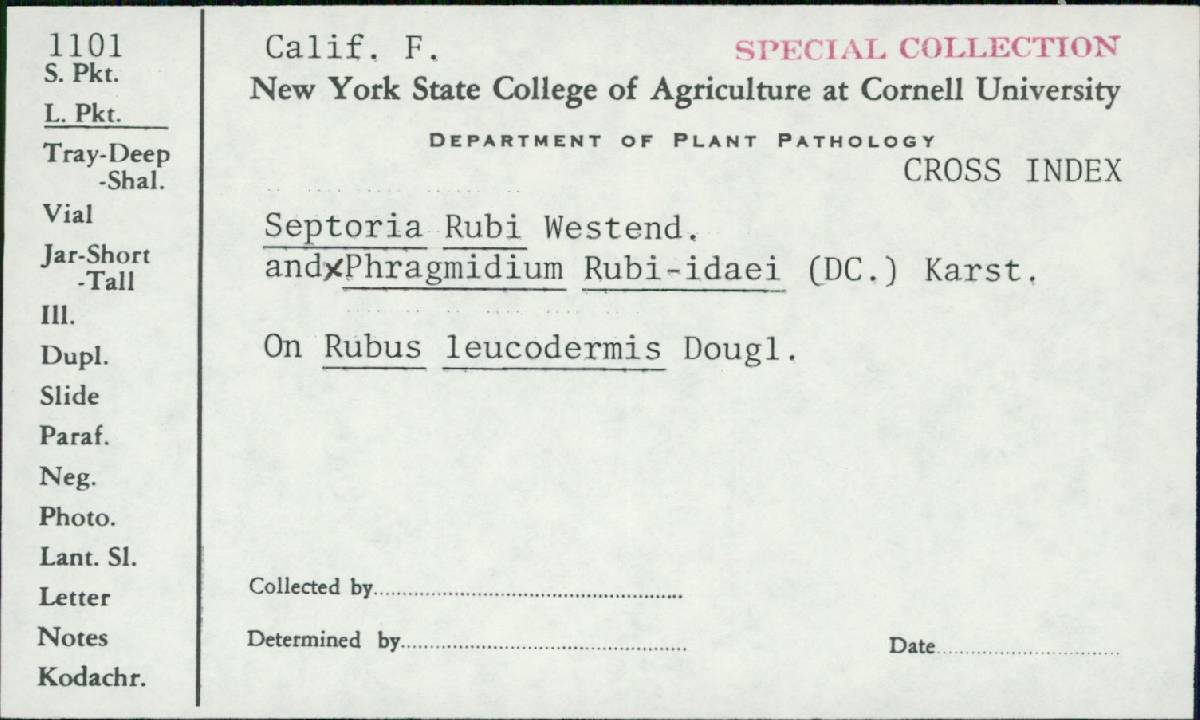 1101
S. Pkt.
L. Pkt.
Tray-Deep
-Shal.
Vial
Jar-Short
-Tall
Ill.
Dupl.
Slide
Paraf.
Neg.
Photo.
Lant. Sl.
Letter
Notes
Kodachr.
Calif. F. SPECIAL COLLECTION
New York State College of Agriculture at Cornell University
DEPARTMENT OF PLANT PATHOLOGY
CROSS INDEX
Septoria Rubi Westend.
and x Phragmidium Rubi-idaei (DC.) Karst.
On Rubus leucodermis Dougl.
Collected by
Determined by Date